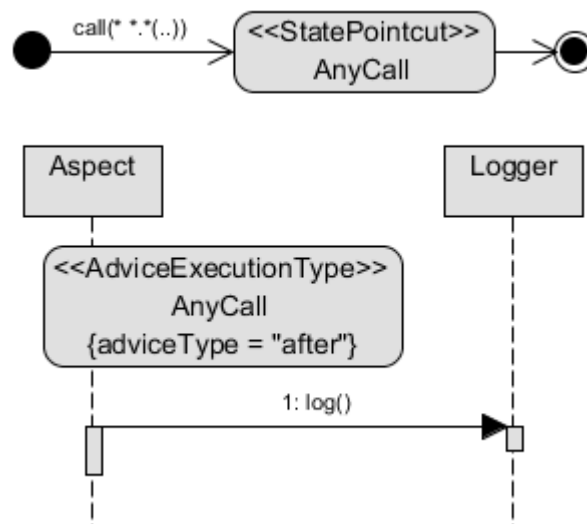 call(* *.*(..))
<<StatePointcut>>
AnyCall
Aspect
Logger
<<AdviceExecutionType>>
AnyCall
{adviceType = "after"}
1: log()